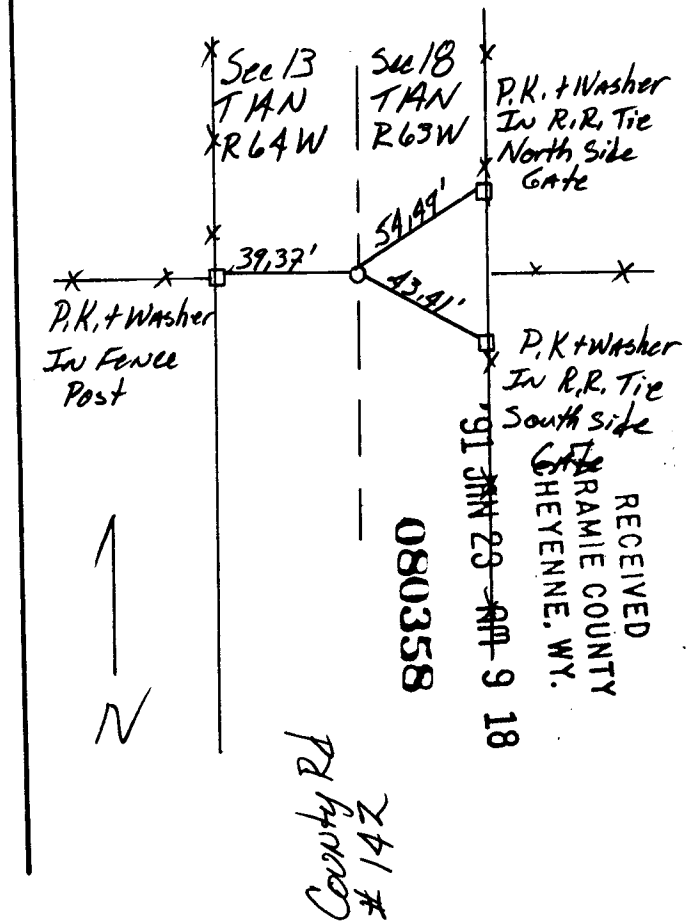 Sec 13
T14N
R64W
Sec 18
T14N
R63W
P.K. + Washer
In R.R. Tie
North Side
Gate
54.49'
39.37'
43.41'
P.K. + Washer
In Fence
Post
P.K + Washer
In R.R. Tie
South Side
Gate
RECEIVED
RAMIE COUNTY
HEYENNE, WY.
'91 JAN 23 AM 9 18
080358
N
County Rd
# 142